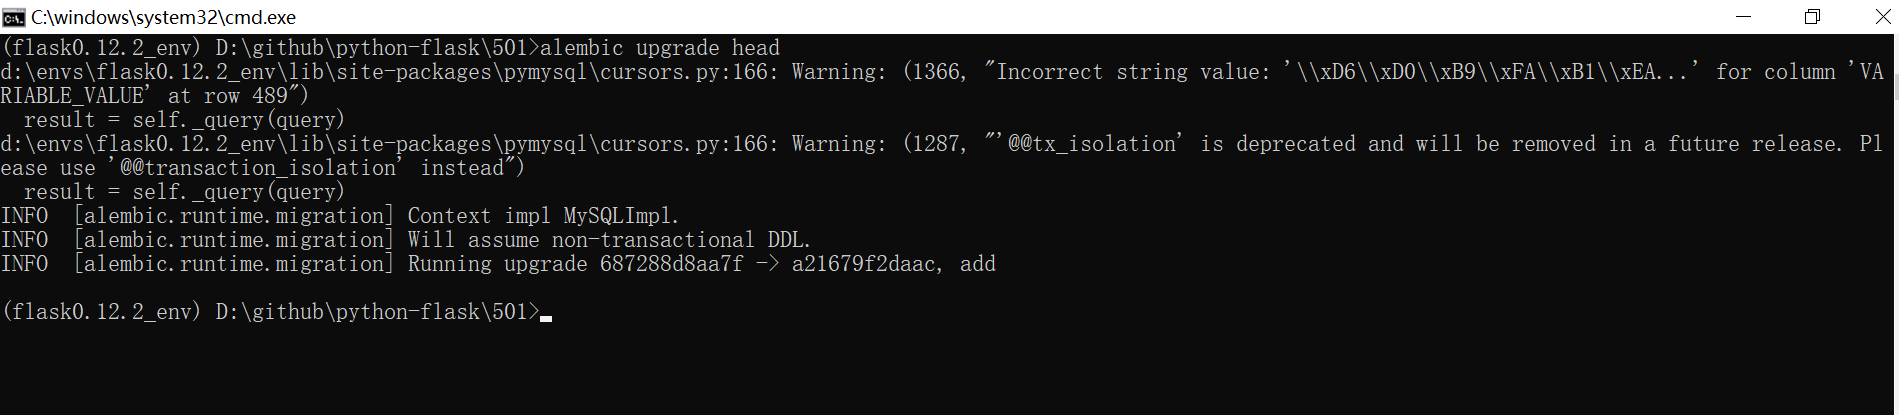 C:\windows\system32\cmd.exe
(flask0.12.2_env) D:\github\python-flask\501>alembic upgrade head
d:\envs\flask0.12.2_env\lib\site-packages\pymysql\cursors.py:166: Warning: (1366, "Incorrect string value: '\\xD6\\xD0\\xB9\\xFA\\xB1\\xEA...' for column 'VA
RIABLE_VALUE' at row 489")
  result = self._query(query)
d:\envs\flask0.12.2_env\lib\site-packages\pymysql\cursors.py:166: Warning: (1287, "'@@tx_isolation' is deprecated and will be removed in a future release. Pl
ease use '@@transaction_isolation' instead")
  result = self._query(query)
INFO  [alembic.runtime.migration] Context impl MySQLImpl.
INFO  [alembic.runtime.migration] Will assume non-transactional DDL.
INFO  [alembic.runtime.migration] Running upgrade 687288d8aa7f -> a21679f2daac, add
(flask0.12.2_env) D:\github\python-flask\501>